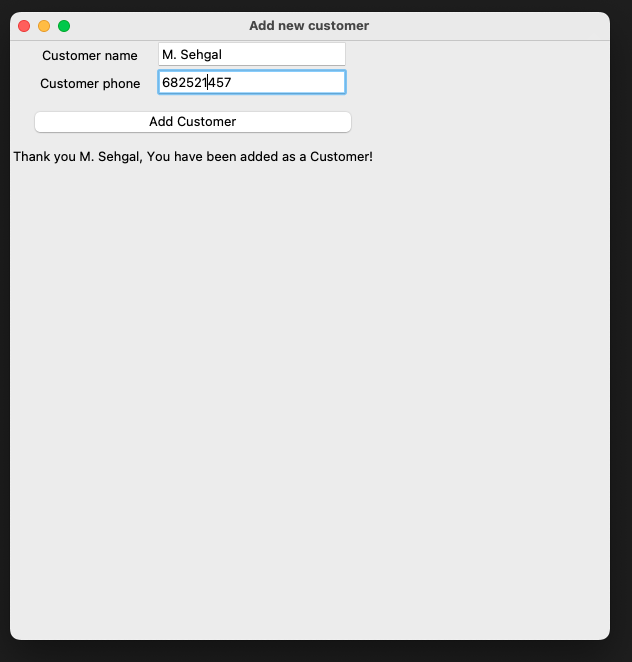 Add new customer
Customer name M. Sehgal
Customer phone 682521457
Add Customer
Thank you M. Sehgal, You have been added as a Customer!